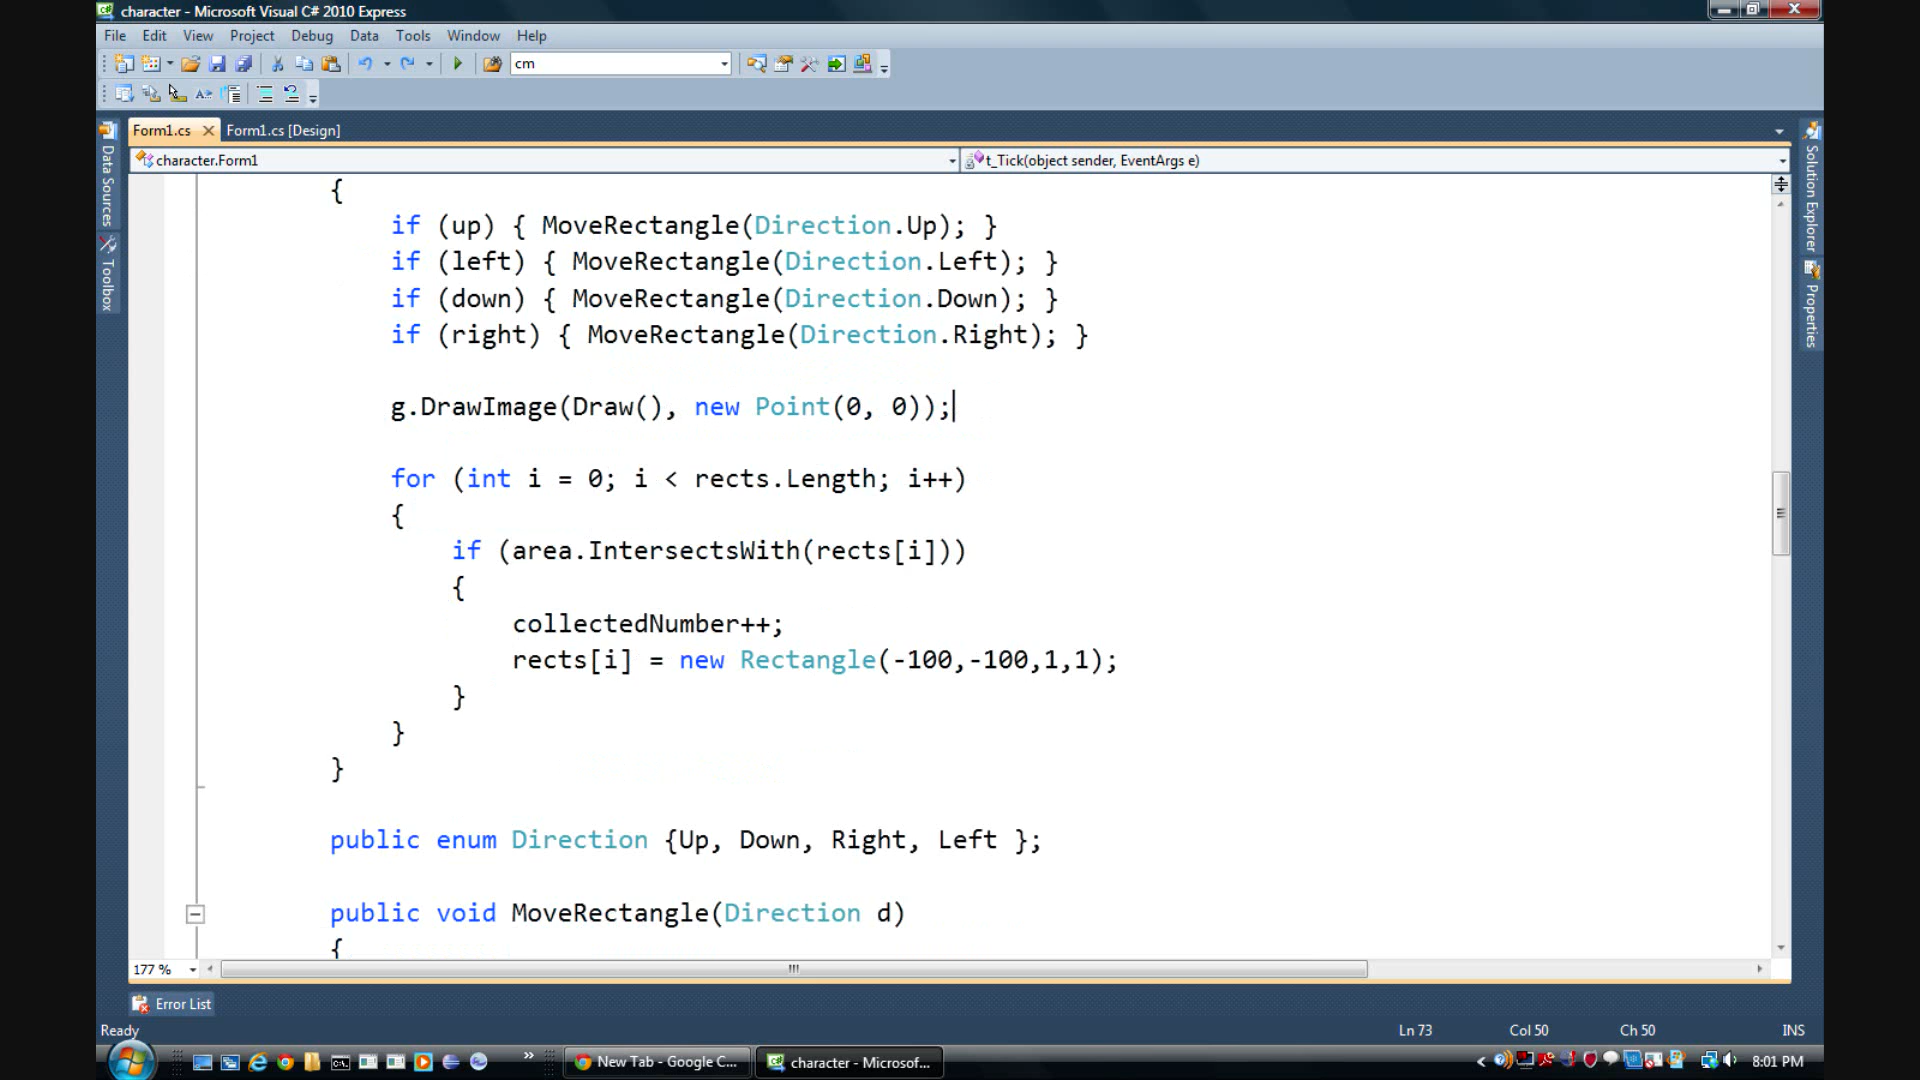 character - Microsoft Visual C# 2010 Express
File Edit View Project Debug Data Tools Window Help
cm
Form1.cs Form1.cs [Design]
character.Form1 t_Tick(object sender, EventArgs e)
Data Sources
Toolbox
Solution Explorer
Properties
{
if (up) { MoveRectangle(Direction.Up); }
if (left) { MoveRectangle(Direction.Left); }
if (down) { MoveRectangle(Direction.Down); }
if (right) { MoveRectangle(Direction.Right); }
g.DrawImage(Draw(), new Point(0, 0));
for (int i = 0; i < rects.Length; i++)
{
if (area.IntersectsWith(rects[i]))
{
collectedNumber++;
rects[i] = new Rectangle(-100,-100,1,1);
}
}
}
public enum Direction {Up, Down, Right, Left };
public void MoveRectangle(Direction d)
{
177 %
Error List
Ready Ln 73 Col 50 Ch 50 INS
New Tab - Google C... character - Microsof... 8:01 PM